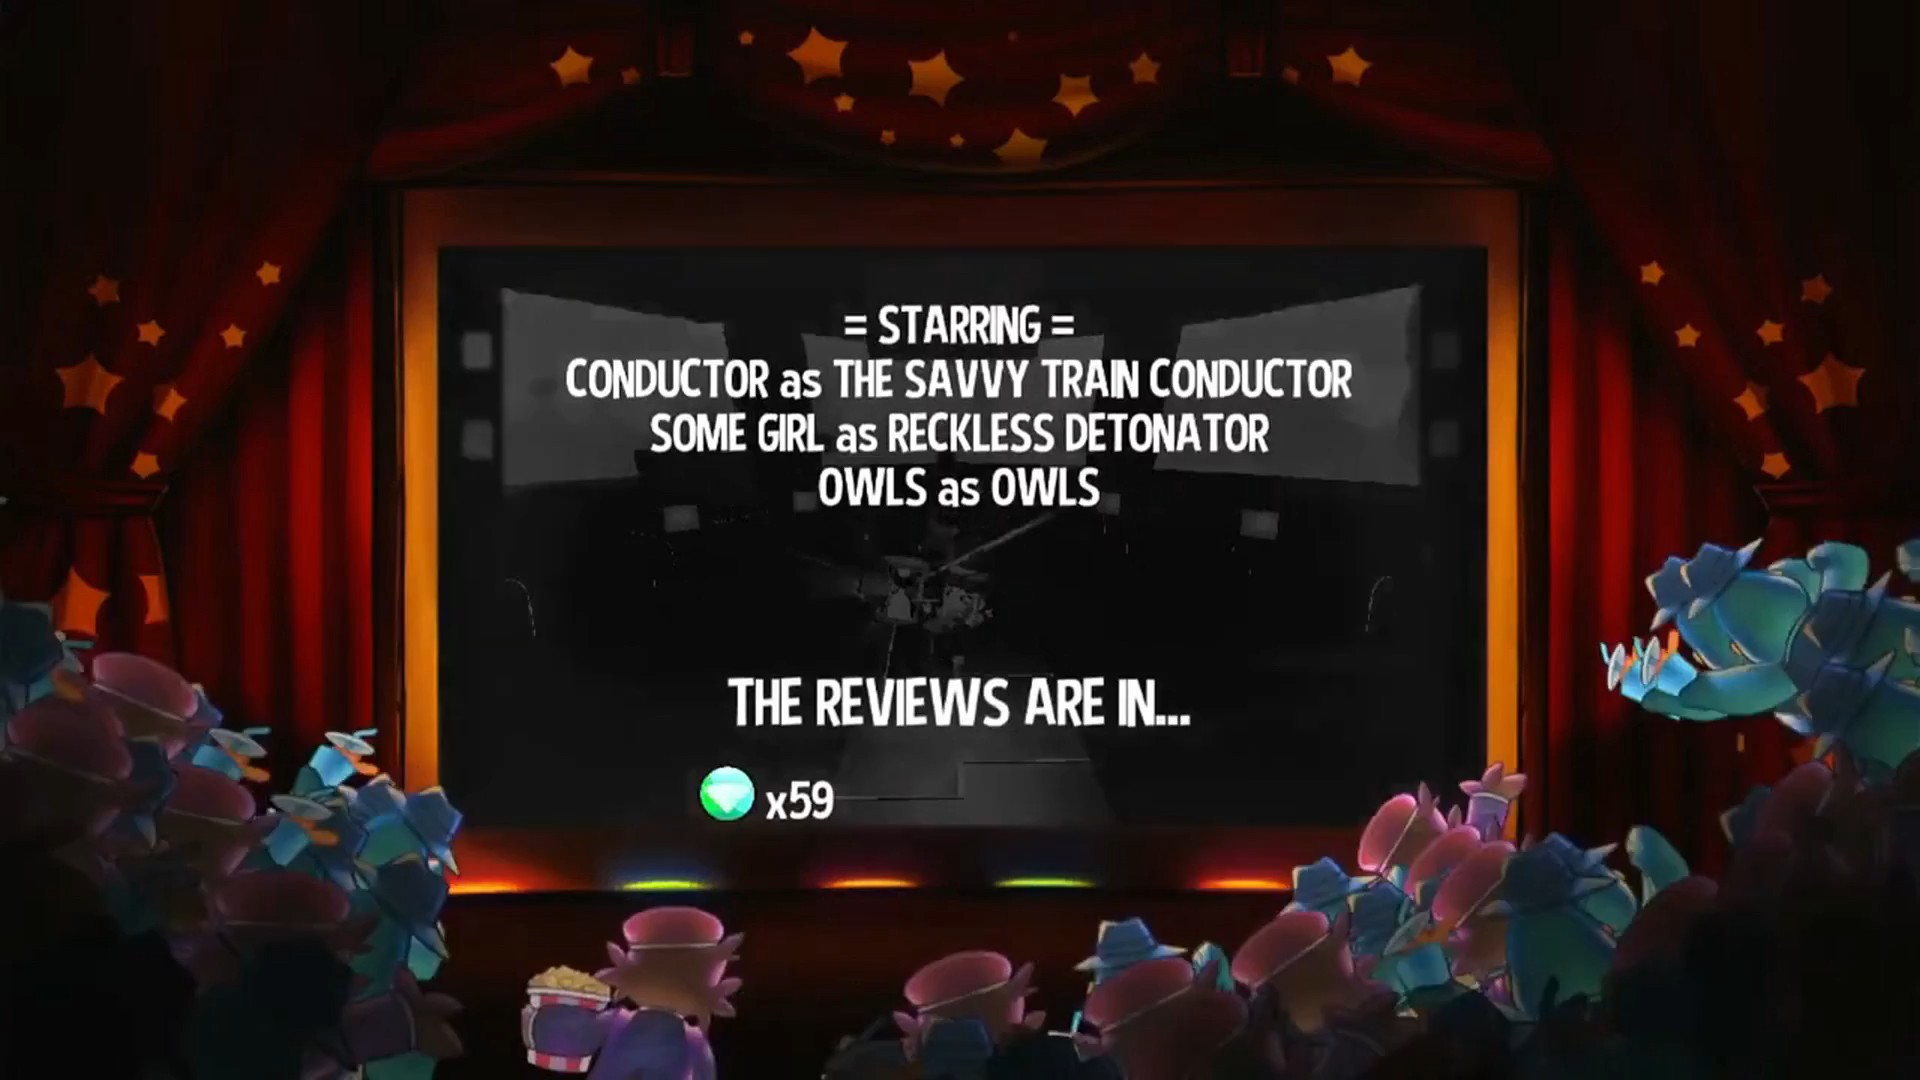 = STARRING =
CONDUCTOR as THE SAVVY TRAIN CONDUCTOR
SOME GIRL as RECKLESS DETONATOR
OWLS as OWLS
THE REVIEWS ARE IN...
x59